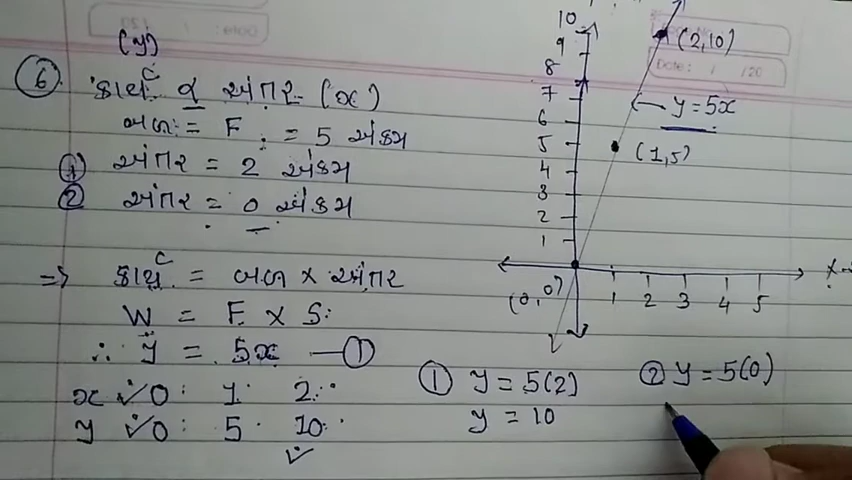 (y)
⑥ કાર્ય α અંતર (x)
બળ = F = 5 એકમ
① અંતર = 2 એકમ
② અંતર = 0 એકમ
=> કાર્ય = બળ × અંતર
W = F × S
∴ y = 5x —①
x 0 1 2
y 0 5 10
10
9
8
7
6
5
4
3
2
1
(2,10)
y = 5x
(1,5)
(0,0)
1 2 3 4 5
x
① y = 5(2)
y = 10
② y = 5(0)